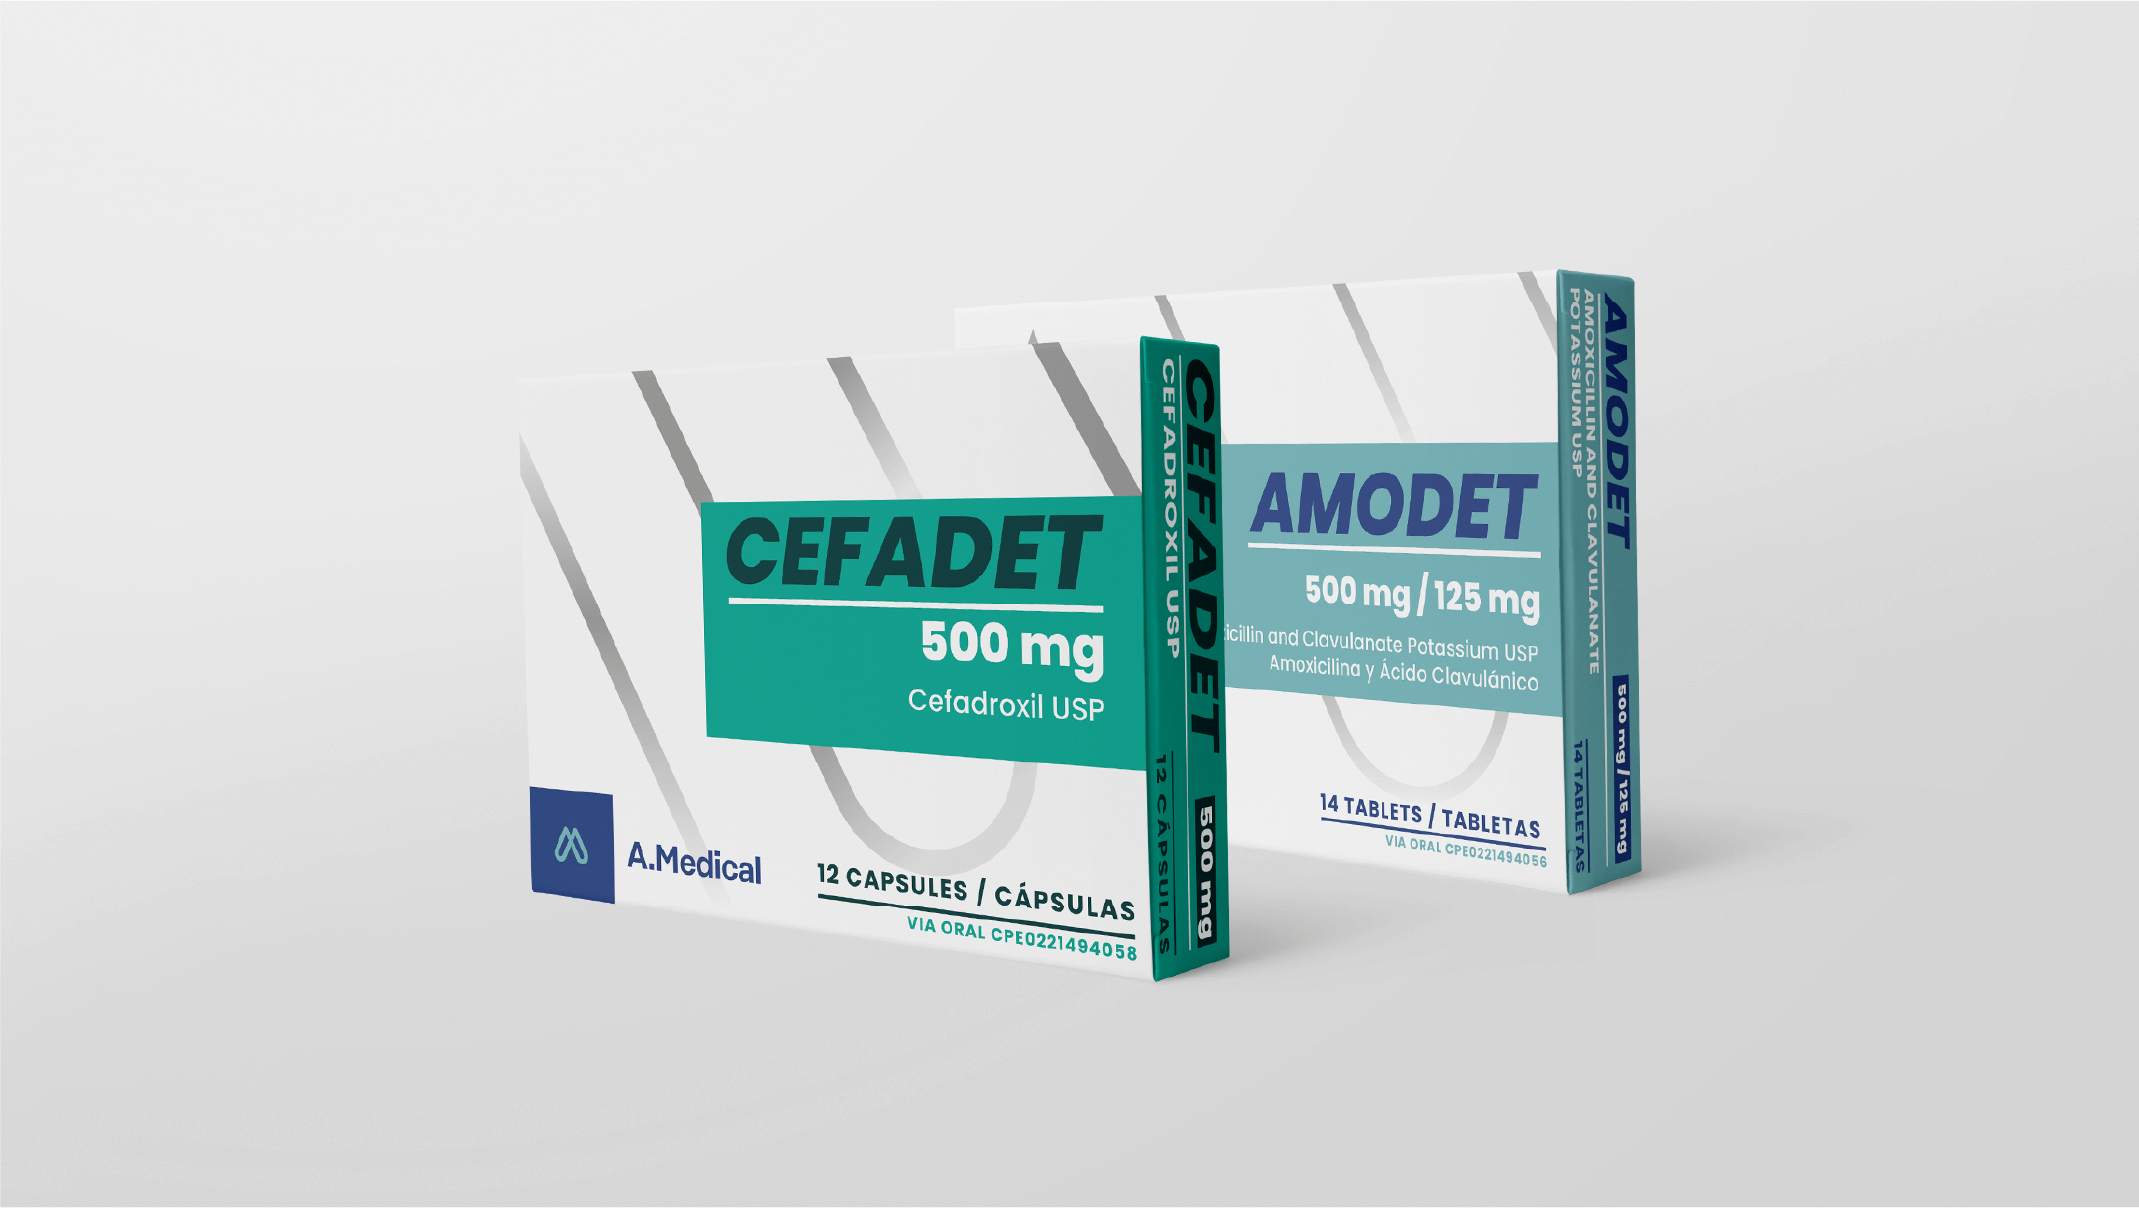 CEFADET
500 mg
Cefadroxil USP
A.Medical
12 CAPSULES / CÁPSULAS
VIA ORAL CPE0221494058
CEFADET
CEFADROXIL USP
500 mg
12 CÁPSULAS
AMODET
500 mg / 125 mg
and Clavulanate Potassium USP
Amoxicilina y Ácido Clavulánico
14 TABLETS / TABLETAS
VIA ORAL CPE0221494056
AMODET
AMOXICILLIN AND CLAVULANATE
POTASSIUM USP
500 mg / 125 mg
14 TABLETAS